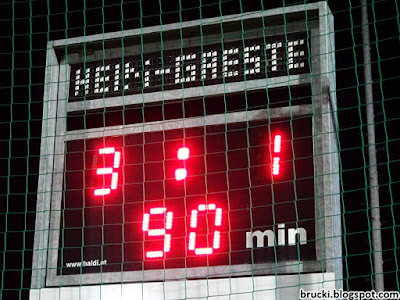 HEIM-GAESTE
3:1
90 min
www.baldi.at
brucki.blogspot.com